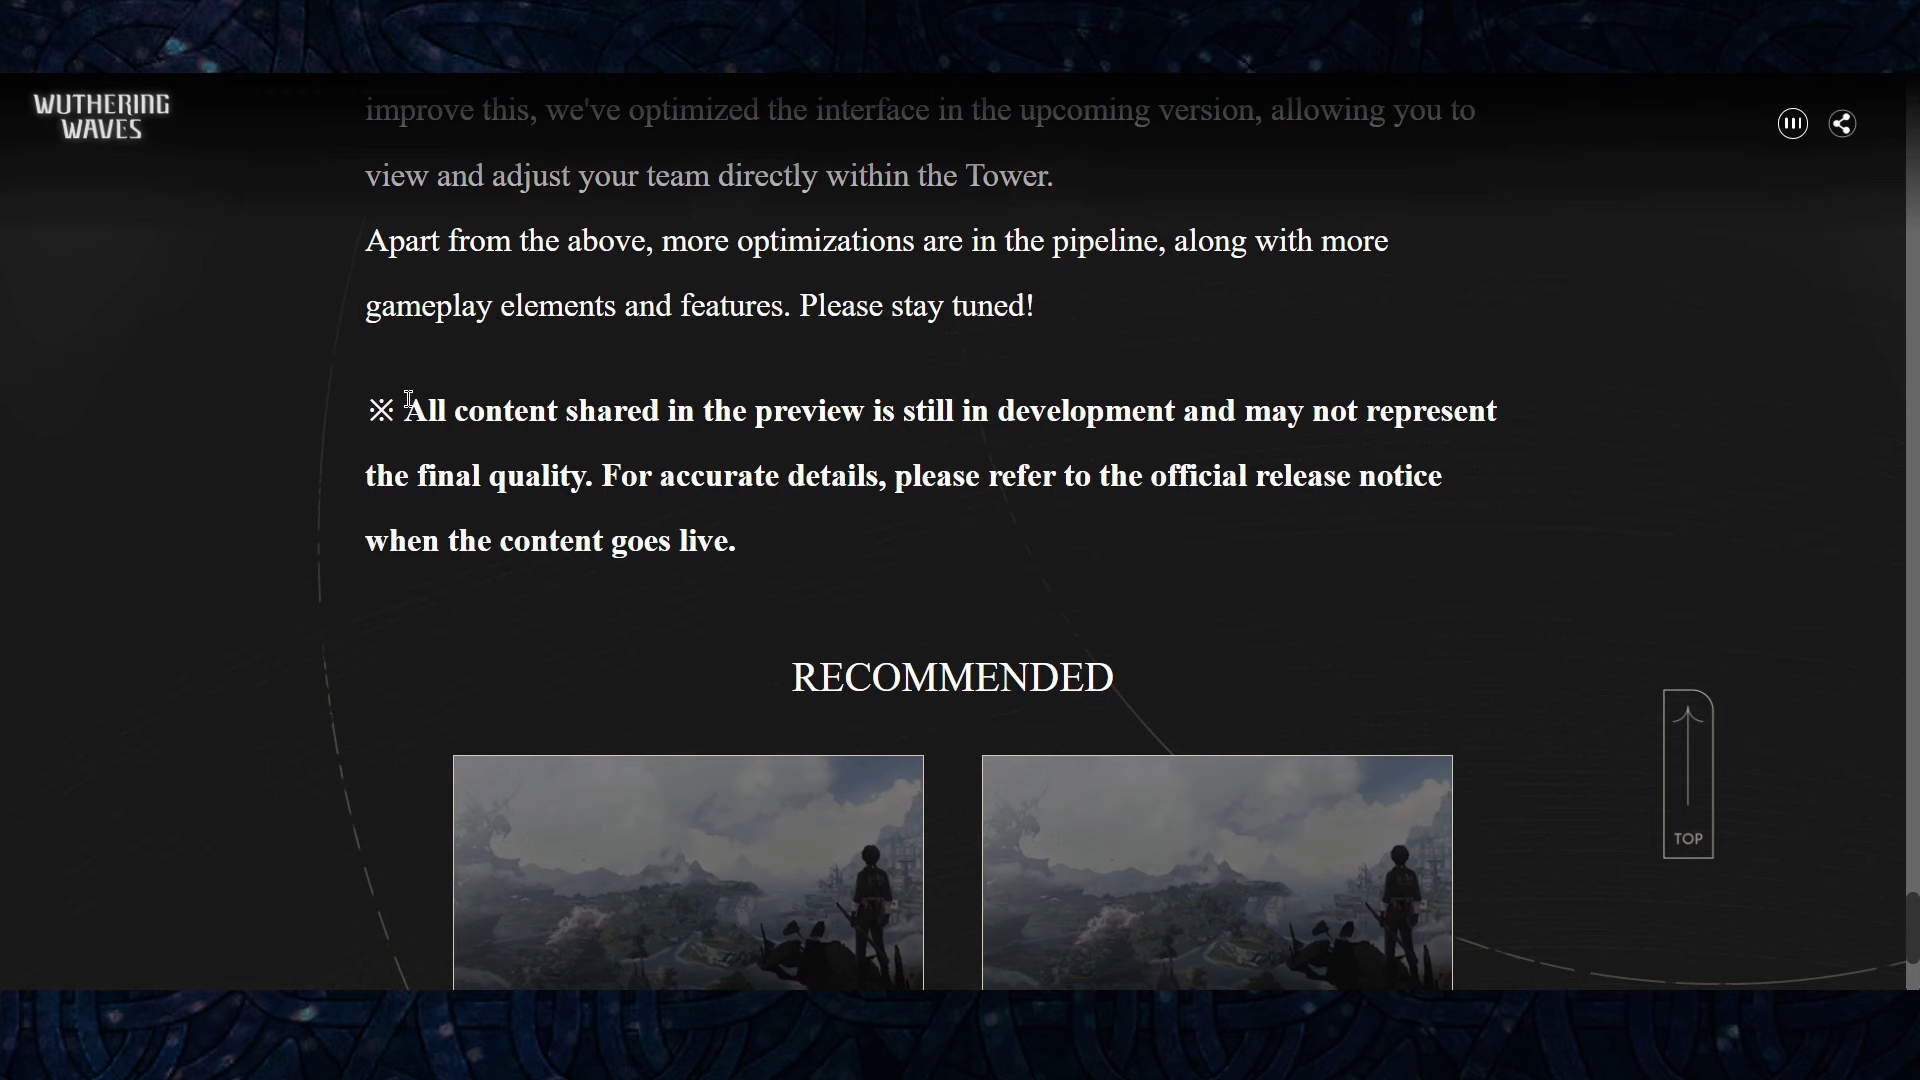 WUTHERING
WAVES
improve this, we've optimized the interface in the upcoming version, allowing you to
view and adjust your team directly within the Tower.
Apart from the above, more optimizations are in the pipeline, along with more
gameplay elements and features. Please stay tuned!
※ All content shared in the preview is still in development and may not represent
the final quality. For accurate details, please refer to the official release notice
when the content goes live.
RECOMMENDED
TOP